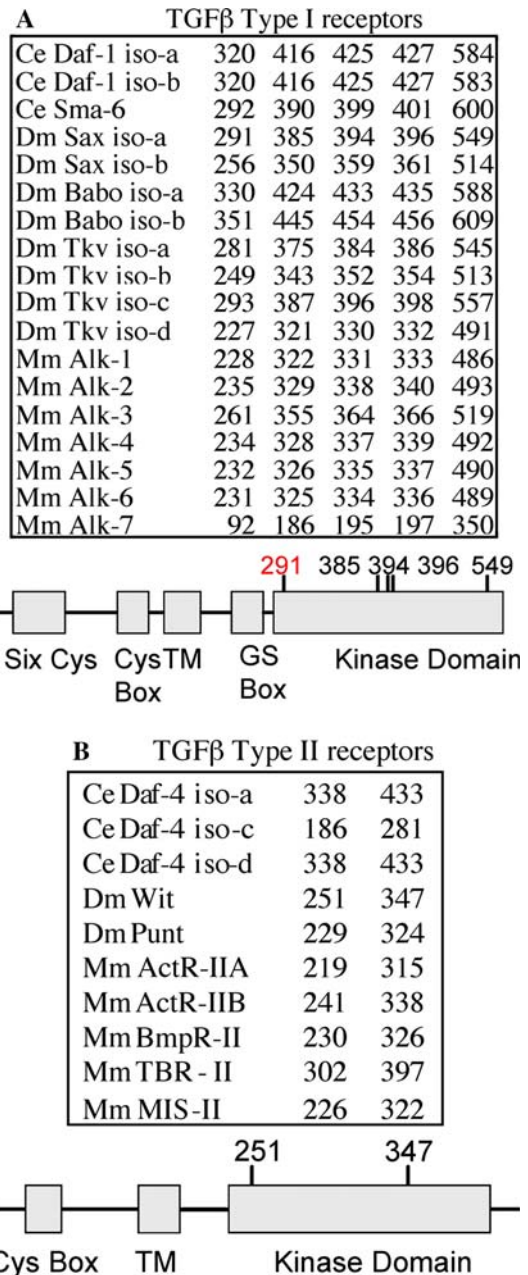 A TGFβ Type I receptors
Ce Daf-1 iso-a 320 416 425 427 584
Ce Daf-1 iso-b 320 416 425 427 583
Ce Sma-6 292 390 399 401 600
Dm Sax iso-a 291 385 394 396 549
Dm Sax iso-b 256 350 359 361 514
Dm Babo iso-a 330 424 433 435 588
Dm Babo iso-b 351 445 454 456 609
Dm Tkv iso-a 281 375 384 386 545
Dm Tkv iso-b 249 343 352 354 513
Dm Tkv iso-c 293 387 396 398 557
Dm Tkv iso-d 227 321 330 332 491
Mm Alk-1 228 322 331 333 486
Mm Alk-2 235 329 338 340 493
Mm Alk-3 261 355 364 366 519
Mm Alk-4 234 328 337 339 492
Mm Alk-5 232 326 335 337 490
Mm Alk-6 231 325 334 336 489
Mm Alk-7 92 186 195 197 350
291 385 394 396 549
Six Cys Cys TM GS Kinase Domain
Box Box
B TGFβ Type II receptors
Ce Daf-4 iso-a 338 433
Ce Daf-4 iso-c 186 281
Ce Daf-4 iso-d 338 433
Dm Wit 251 347
Dm Punt 229 324
Mm ActR-IIA 219 315
Mm ActR-IIB 241 338
Mm BmpR-II 230 326
Mm TBR-II 302 397
Mm MIS-II 226 322
251 347
Cys Box TM Kinase Domain